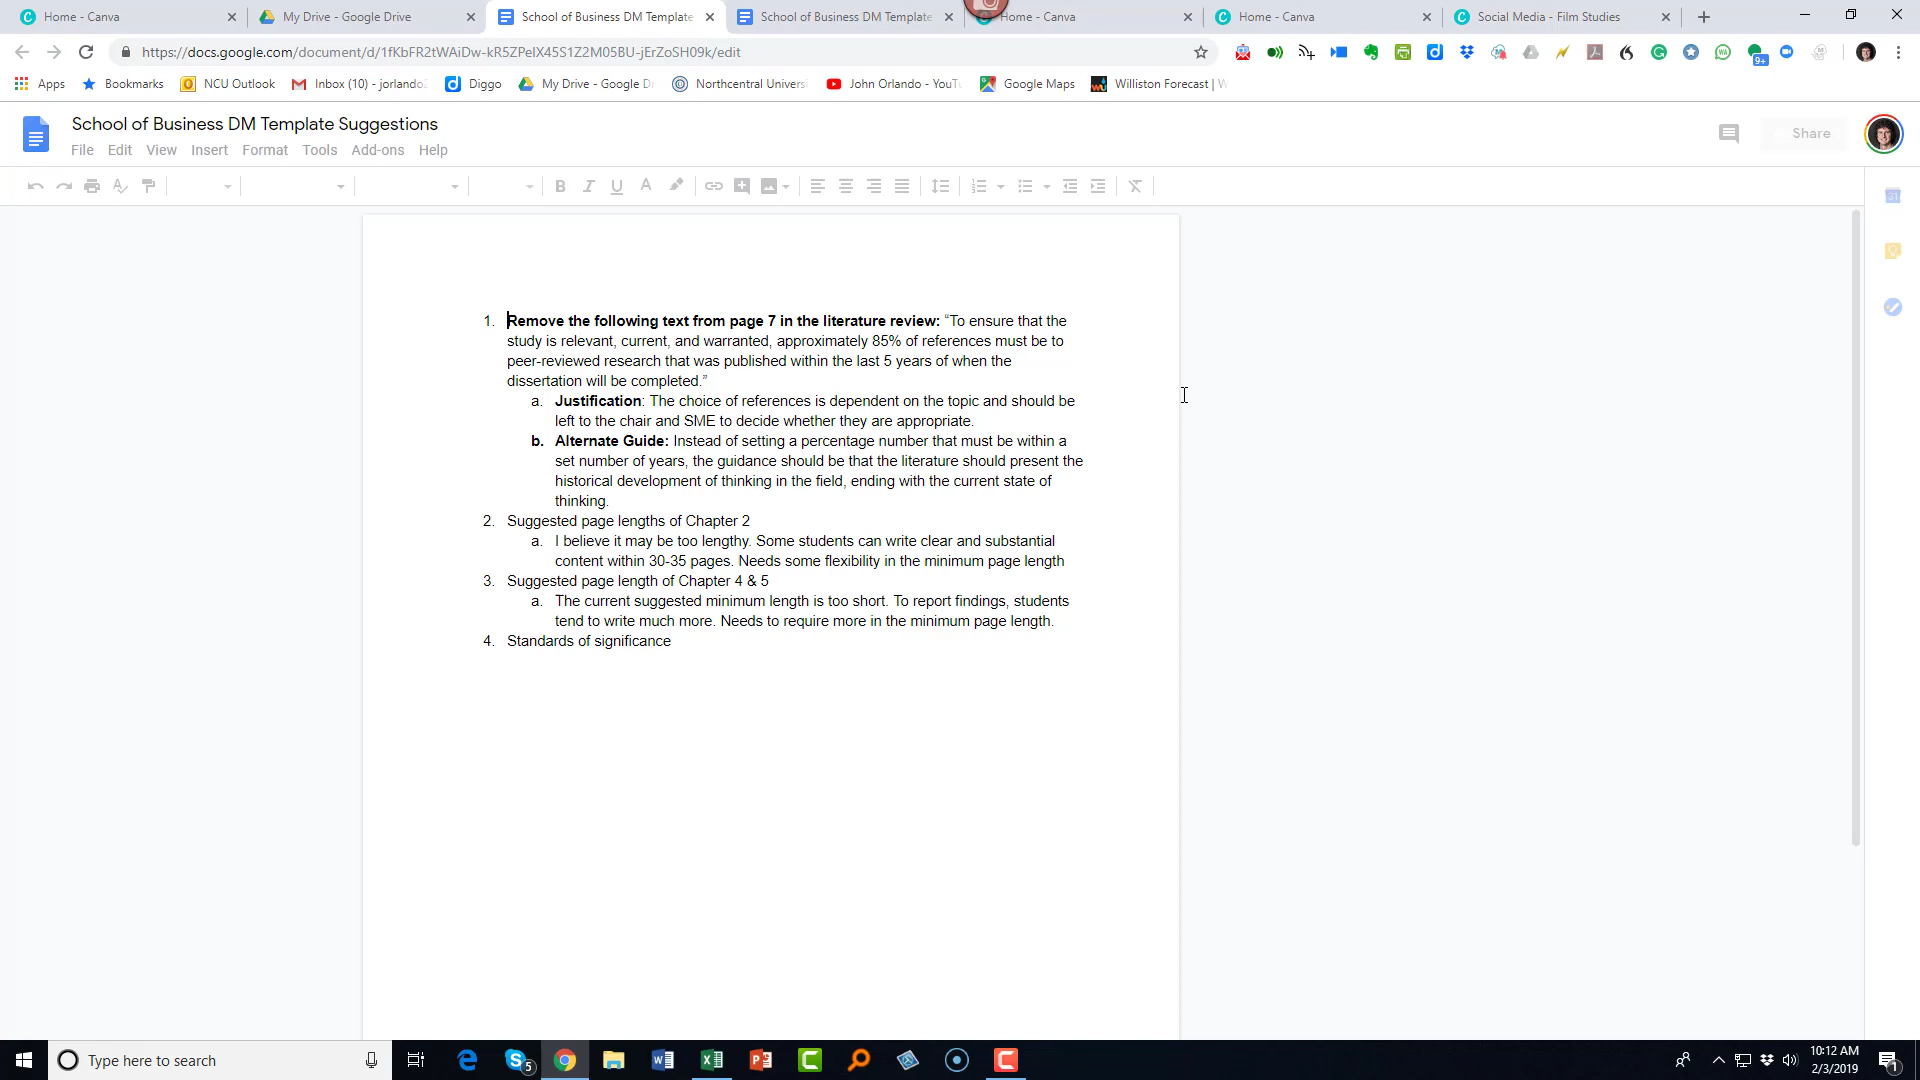 Home - Canva
My Drive - Google Drive
School of Business DM Template
School of Business DM Template
Home - Canva
Home - Canva
Social Media - Film Studies
https://docs.google.com/document/d/1fKbFR2tWAiDw-kR5ZPeIX45S1Z2M05BU-jErZoSH09k/edit
9+
Apps
Bookmarks
NCU Outlook
Inbox (10) - jorlando
Diggo
My Drive - Google D
Northcentral Univers
John Orlando - YouT
Google Maps
Williston Forecast | W
School of Business DM Template Suggestions
Share
File Edit View Insert Format Tools Add-ons Help
1. Remove the following text from page 7 in the literature review: “To ensure that the
study is relevant, current, and warranted, approximately 85% of references must be to
peer-reviewed research that was published within the last 5 years of when the
dissertation will be completed.”
a. Justification: The choice of references is dependent on the topic and should be
left to the chair and SME to decide whether they are appropriate.
b. Alternate Guide: Instead of setting a percentage number that must be within a
set number of years, the guidance should be that the literature should present the
historical development of thinking in the field, ending with the current state of
thinking.
2. Suggested page lengths of Chapter 2
a. I believe it may be too lengthy. Some students can write clear and substantial
content within 30-35 pages. Needs some flexibility in the minimum page length
3. Suggested page length of Chapter 4 & 5
a. The current suggested minimum length is too short. To report findings, students
tend to write much more. Needs to require more in the minimum page length.
4. Standards of significance
Type here to search
5
10:12 AM
2/3/2019
1